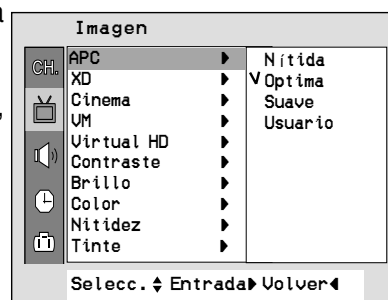 a
,
Imagen
CH.
APC
XD
Cinema
VM
Virtual HD
Contraste
Brillo
Color
Nitidez
Tinte
Nítida
V Optima
Suave
Usuario
Selecc. Entrada Volver